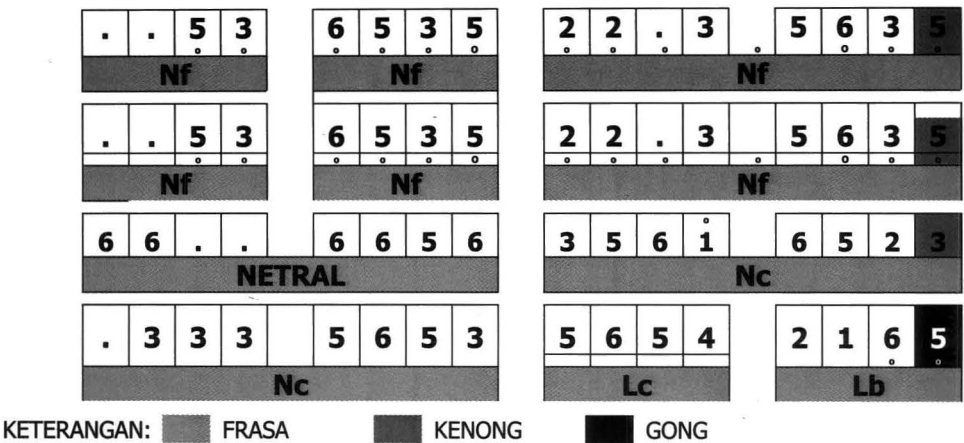 . . 5 3 6 5 3 5 2 2 . 3 . 5 6 3 5
Nf Nf Nf
. . 5 3 6 5 3 5 2 2 . 3 . 5 6 3 5
Nf Nf Nf
6 6 . . 6 6 5 6 3 5 6 1 6 5 2 3
NETRAL Nc
. 3 3 3 5 6 5 3 5 6 5 4 2 1 6 5
Nc Lc Lb
KETERANGAN: FRASA KENONG GONG